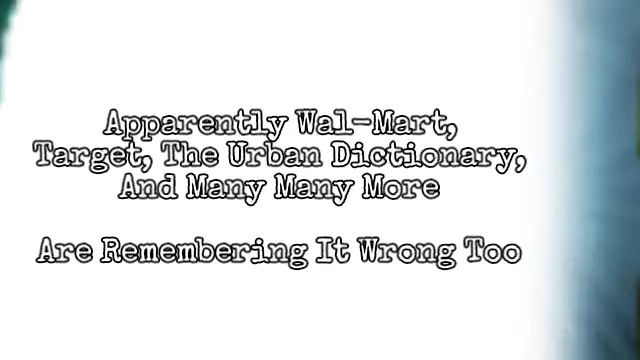 Apparently Wal-Mart,
Target, The Urban Dictionary,
And Many Many More
Are Remembering It Wrong Too